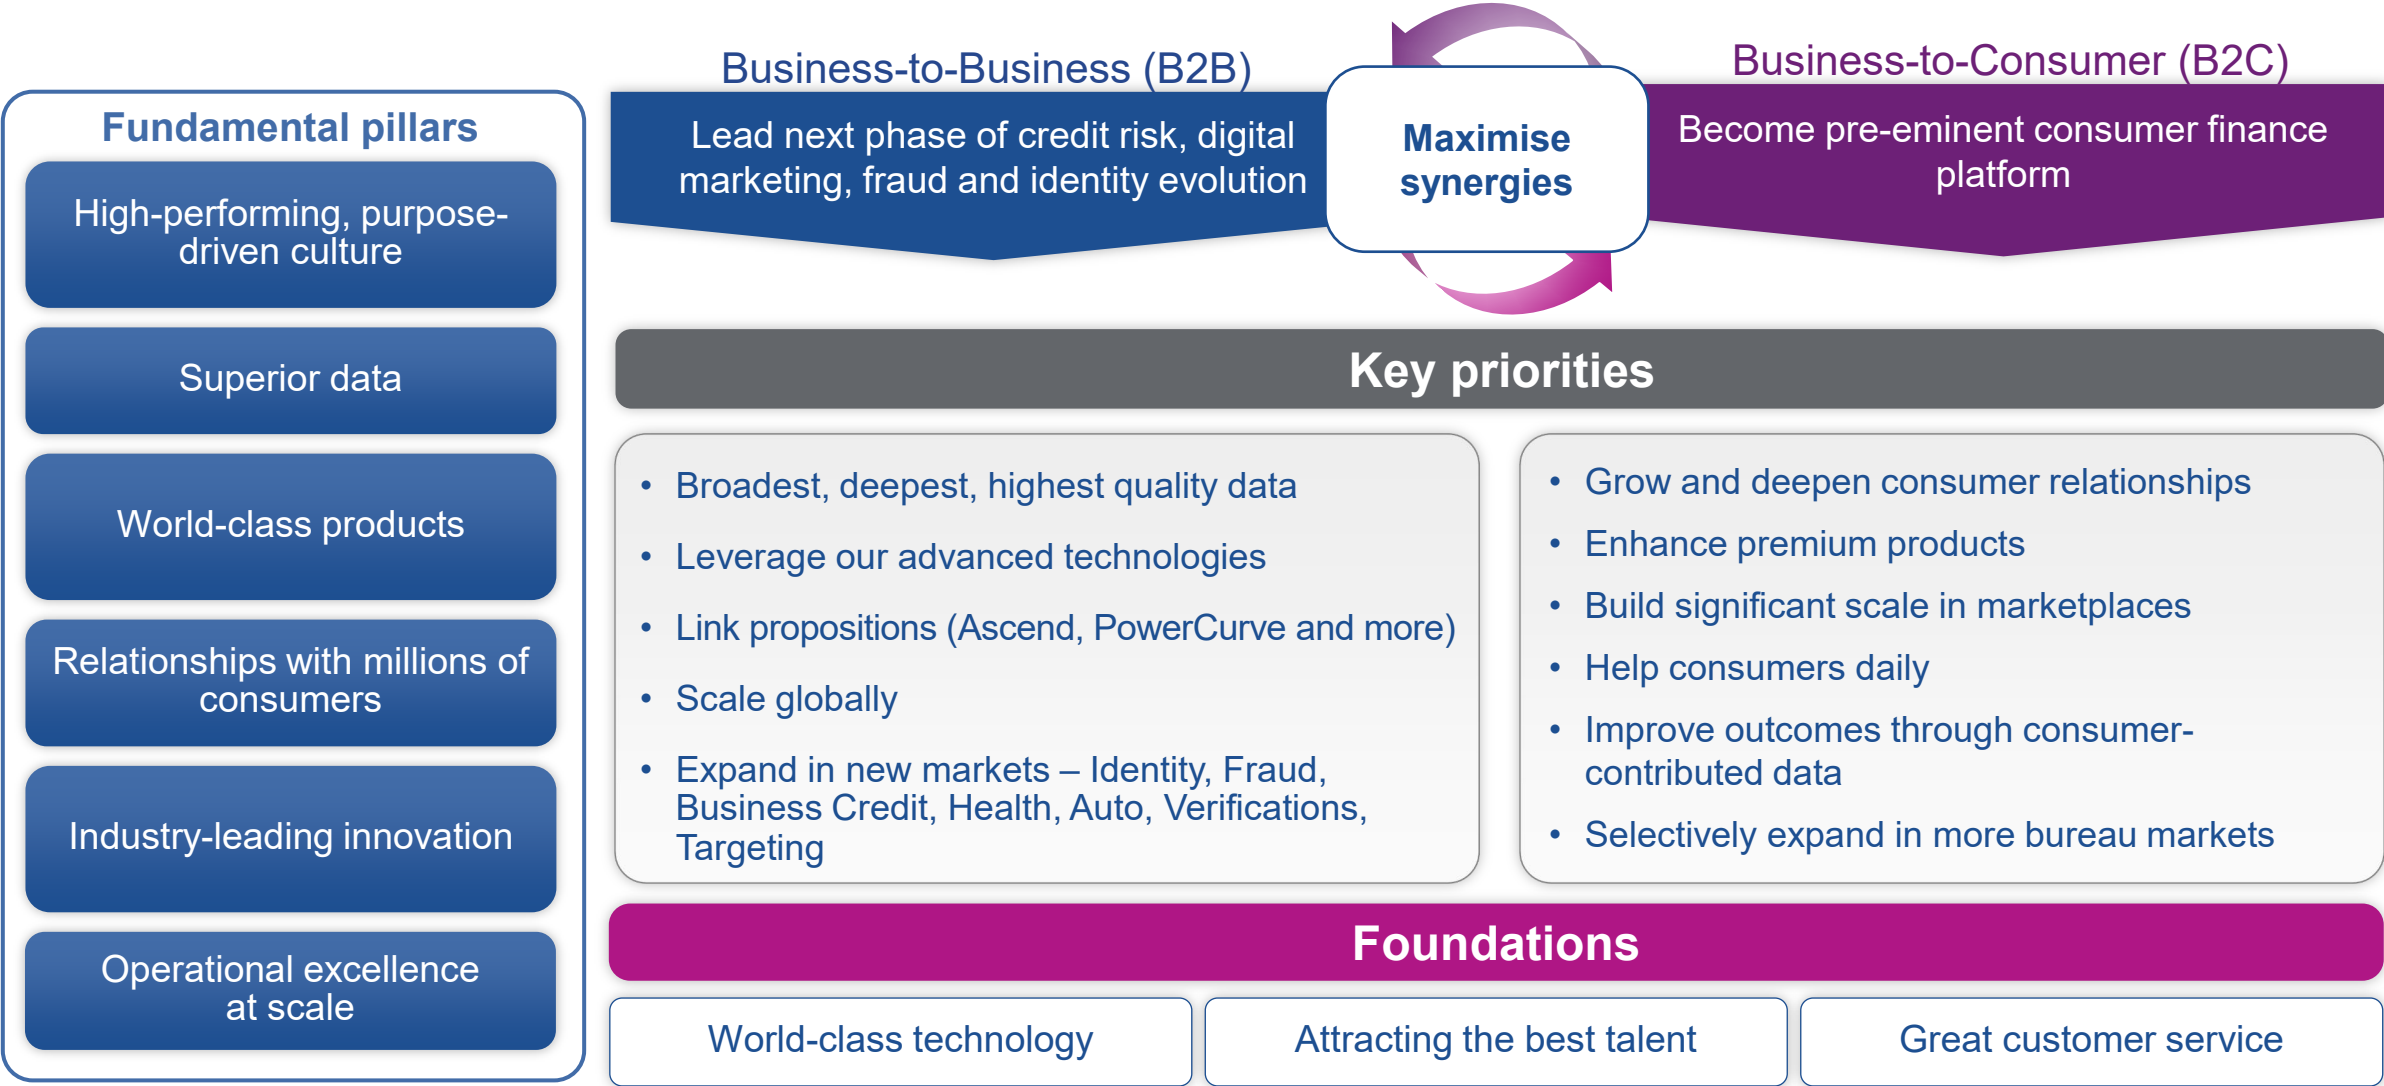 Fundamental pillars
High-performing, purpose-
driven culture
Superior data
World-class products
Relationships with millions of
consumers
Industry-leading innovation
Operational excellence
at scale
Business-to-Business (B2B)
Lead next phase of credit risk, digital
marketing, fraud and identity evolution
Maximise
synergies
Business-to-Consumer (B2C)
Become pre-eminent consumer finance
platform
Key priorities
• Broadest, deepest, highest quality data
• Leverage our advanced technologies
• Link propositions (Ascend, PowerCurve and more)
• Scale globally
• Expand in new markets – Identity, Fraud,
Business Credit, Health, Auto, Verifications,
Targeting
• Grow and deepen consumer relationships
• Enhance premium products
• Build significant scale in marketplaces
• Help consumers daily
• Improve outcomes through consumer-
contributed data
• Selectively expand in more bureau markets
Foundations
World-class technology
Attracting the best talent
Great customer service